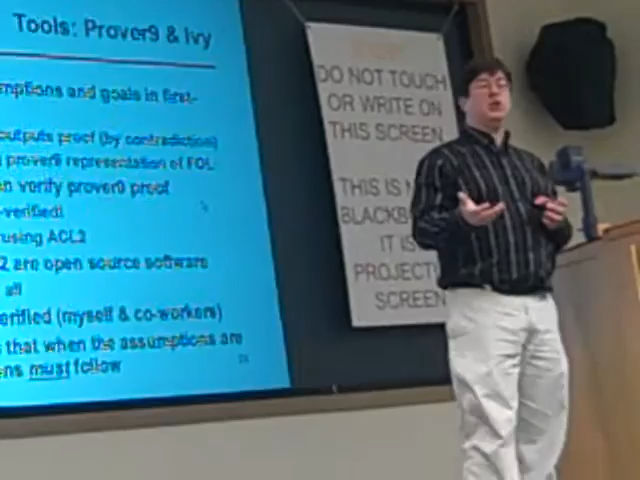 Tools: Prover9 & Ivy
mptions and goals in first-
outputs proof (by contradiction)
prover9 representation of FOL
n verify prover9 proof
-verified!
using ACL2
2 are open source software
all
erified (myself & co-workers)
s that when the assumptions are
ns must follow
DO NOT TOUCH
OR WRITE ON
THIS SCREEN
THIS IS N
BLACKB
IT IS
PROJECTI
SCREEN